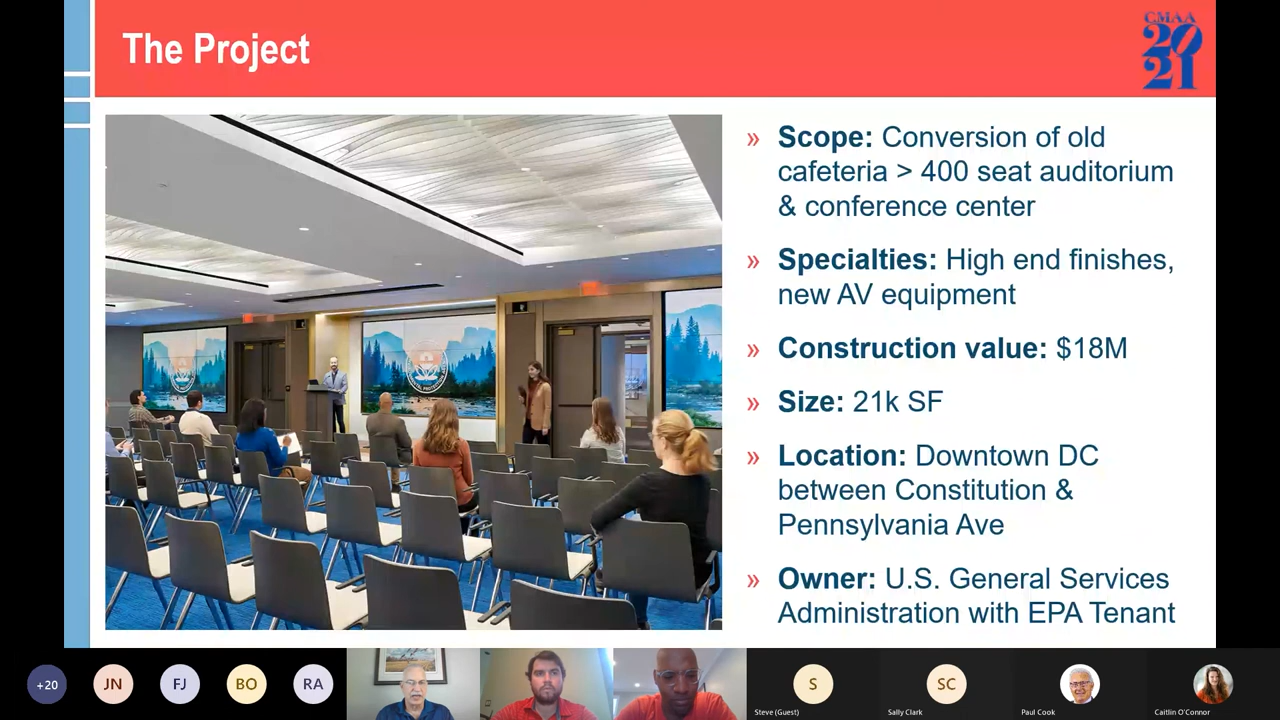 The Project
CMAA
20
21
» Scope: Conversion of old
cafeteria > 400 seat auditorium
& conference center
» Specialties: High end finishes,
new AV equipment
» Construction value: $18M
» Size: 21k SF
» Location: Downtown DC
between Constitution &
Pennsylvania Ave
» Owner: U.S. General Services
Administration with EPA Tenant
+20
JN
FJ
BO
RA
S
Steve (Guest)
SC
Sally Clark
Paul Cook
Caitlin O'Connor